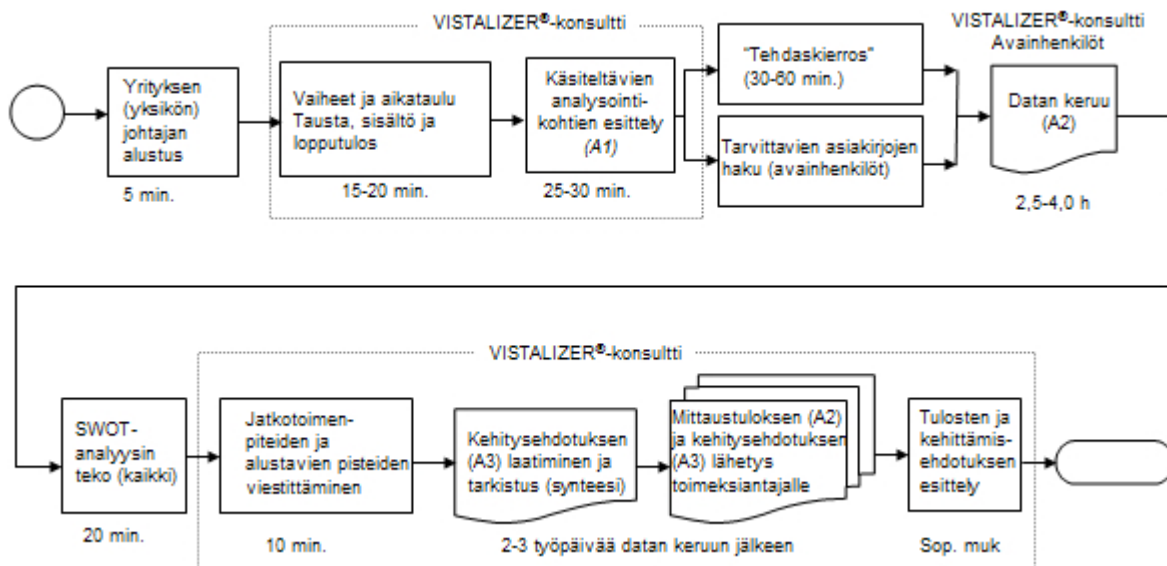 VISTALIZER®-konsultti
VISTALIZER®-konsultti
Avainhenkilöt
Yrityksen
(yksikön)
johtajan
alustus
5 min.
Vaiheet ja aikataulu
Tausta, sisältö ja
lopputulos
15-20 min.
Käsiteltävien
analysointi-
kohtien esittely
(A1)
25-30 min.
"Tehdaskierros"
(30-60 min.)
Tarvittavien asiakirjojen
haku (avainhenkilöt)
Datan keruu
(A2)
2,5-4,0 h
VISTALIZER®-konsultti
SWOT-
analyysin
teko (kaikki)
20 min.
Jatkotoimen-
piteiden ja
alustavien pisteiden
viestittäminen
10 min.
Kehitysehdotuksen
(A3) laatiminen ja
tarkistus (synteesi)
Mittaustuloksen (A2)
ja kehitysehdotuksen
(A3) lähetys
toimeksiantajalle
2-3 työpäivää datan keruun jälkeen
Tulosten ja
kehittämis-
ehdotuksen
esittely
Sop. muk